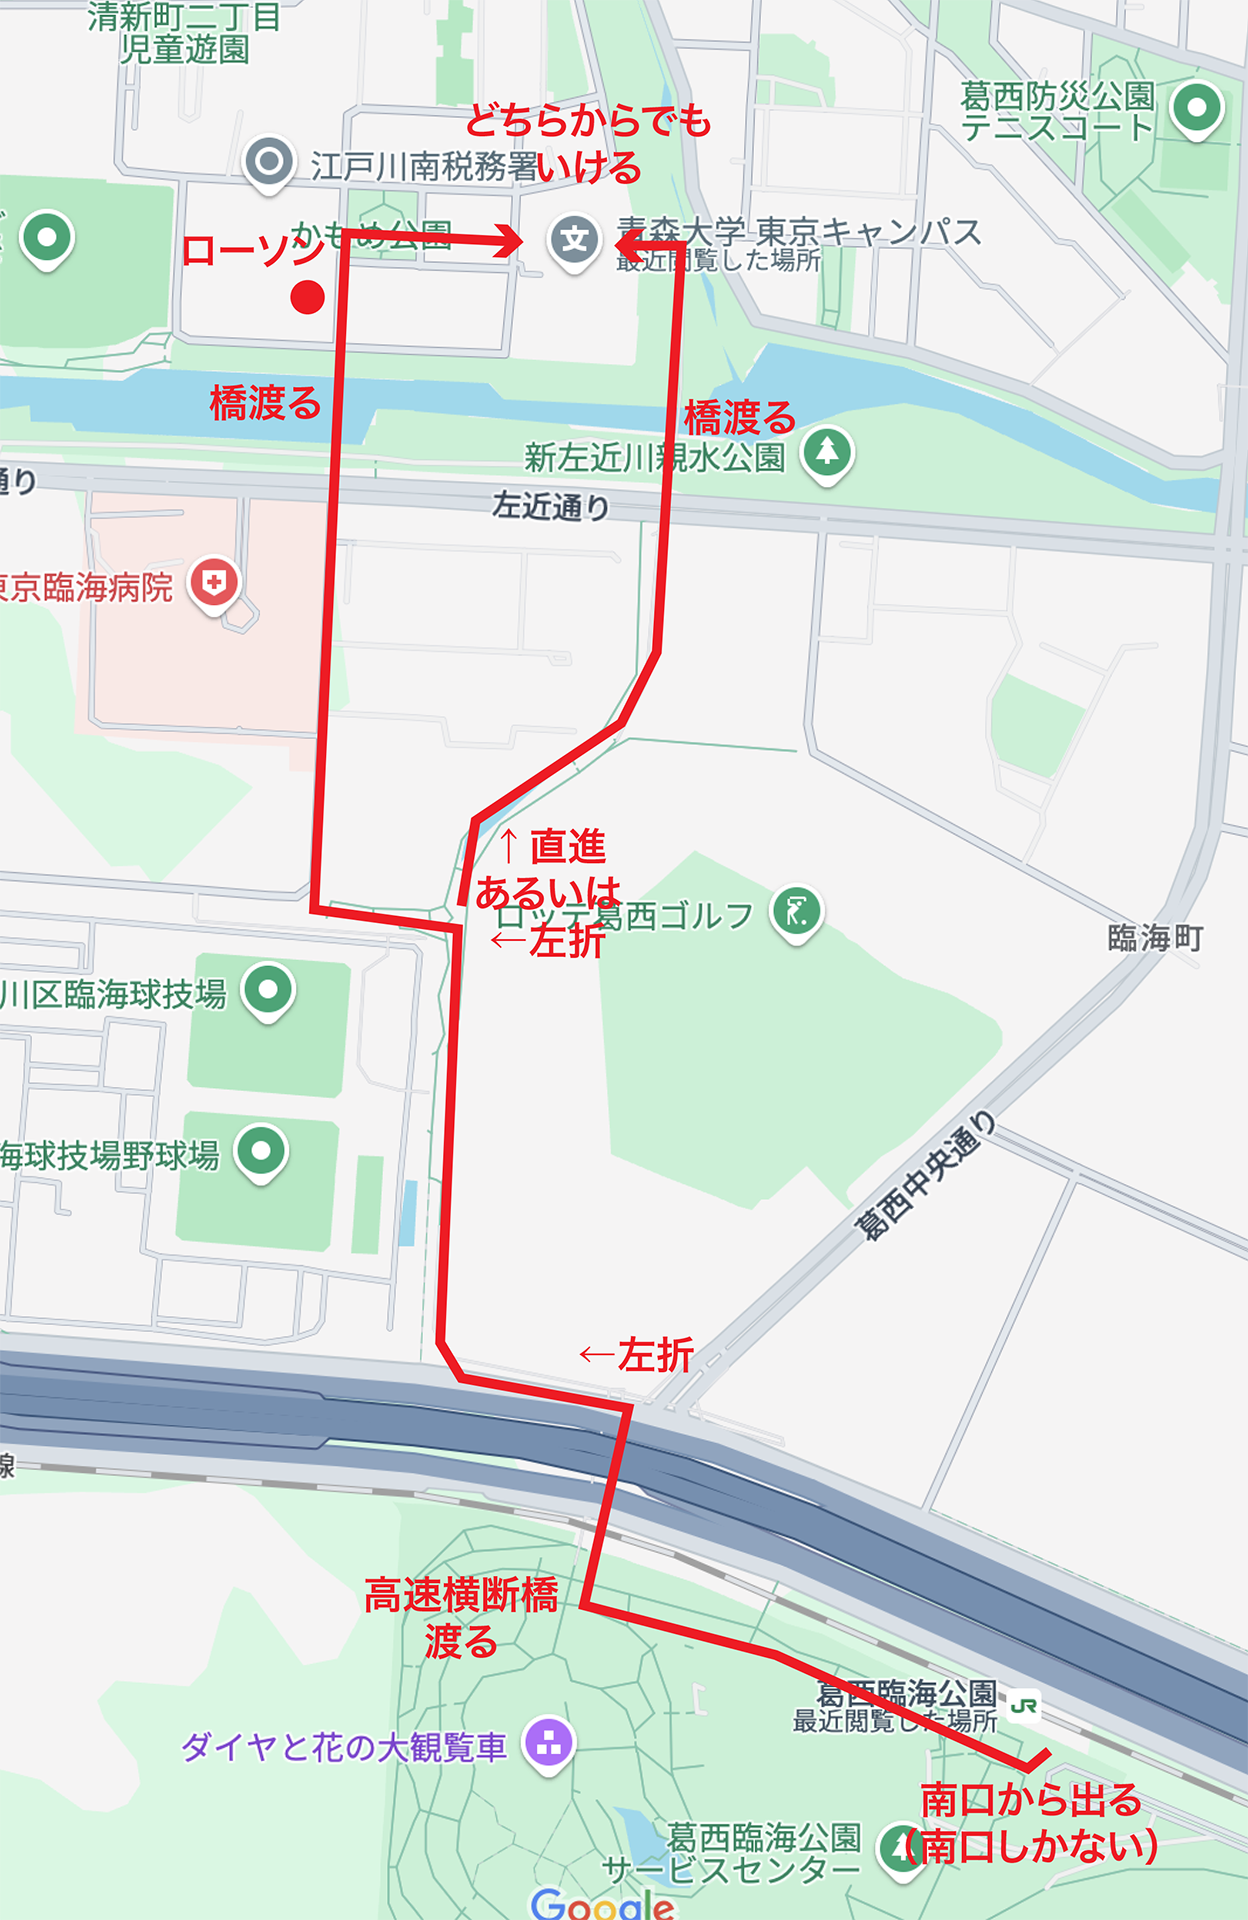 清新町二丁目
児童遊園
葛西防災公園
テニスコート
どちらからでも
いける
江戸川南税務署
かもめ公園
ローソン
青森大学 東京キャンパス
最近閲覧した場所
橋渡る
橋渡る
新左近川親水公園
通り
左近通り
東京臨海病院
↑直進
あるいは
←左折
ロッテ葛西ゴルフ
臨海町
川区臨海球技場
海球技場野球場
葛西中央通り
←左折
線
高速横断橋
渡る
葛西臨海公園
最近閲覧した場所
JR
ダイヤと花の大観覧車
南口から出る
(南口しかない)
葛西臨海公園
サービスセンター
Google